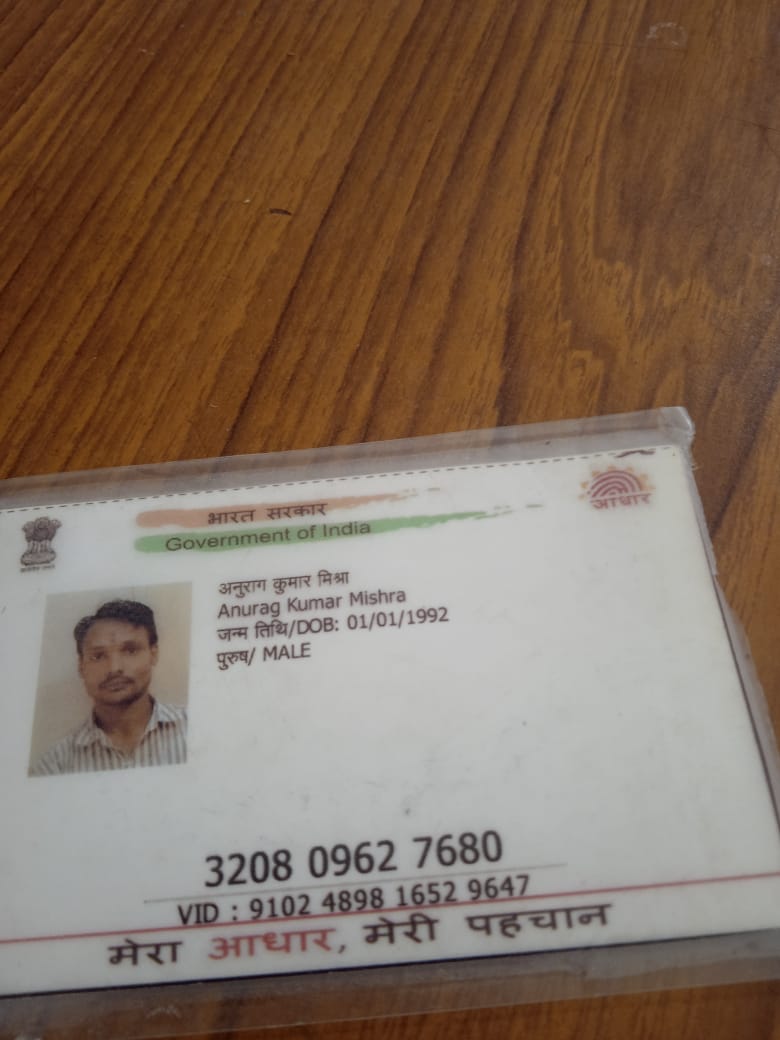 भारत सरकार
Government of India
आधार
अनुराग कुमार मिश्रा
Anurag Kumar Mishra
जन्म तिथि/DOB: 01/01/1992
पुरुष/ MALE
3208 0962 7680
VID : 9102 4898 1652 9647
मेरा आधार, मेरी पहचान